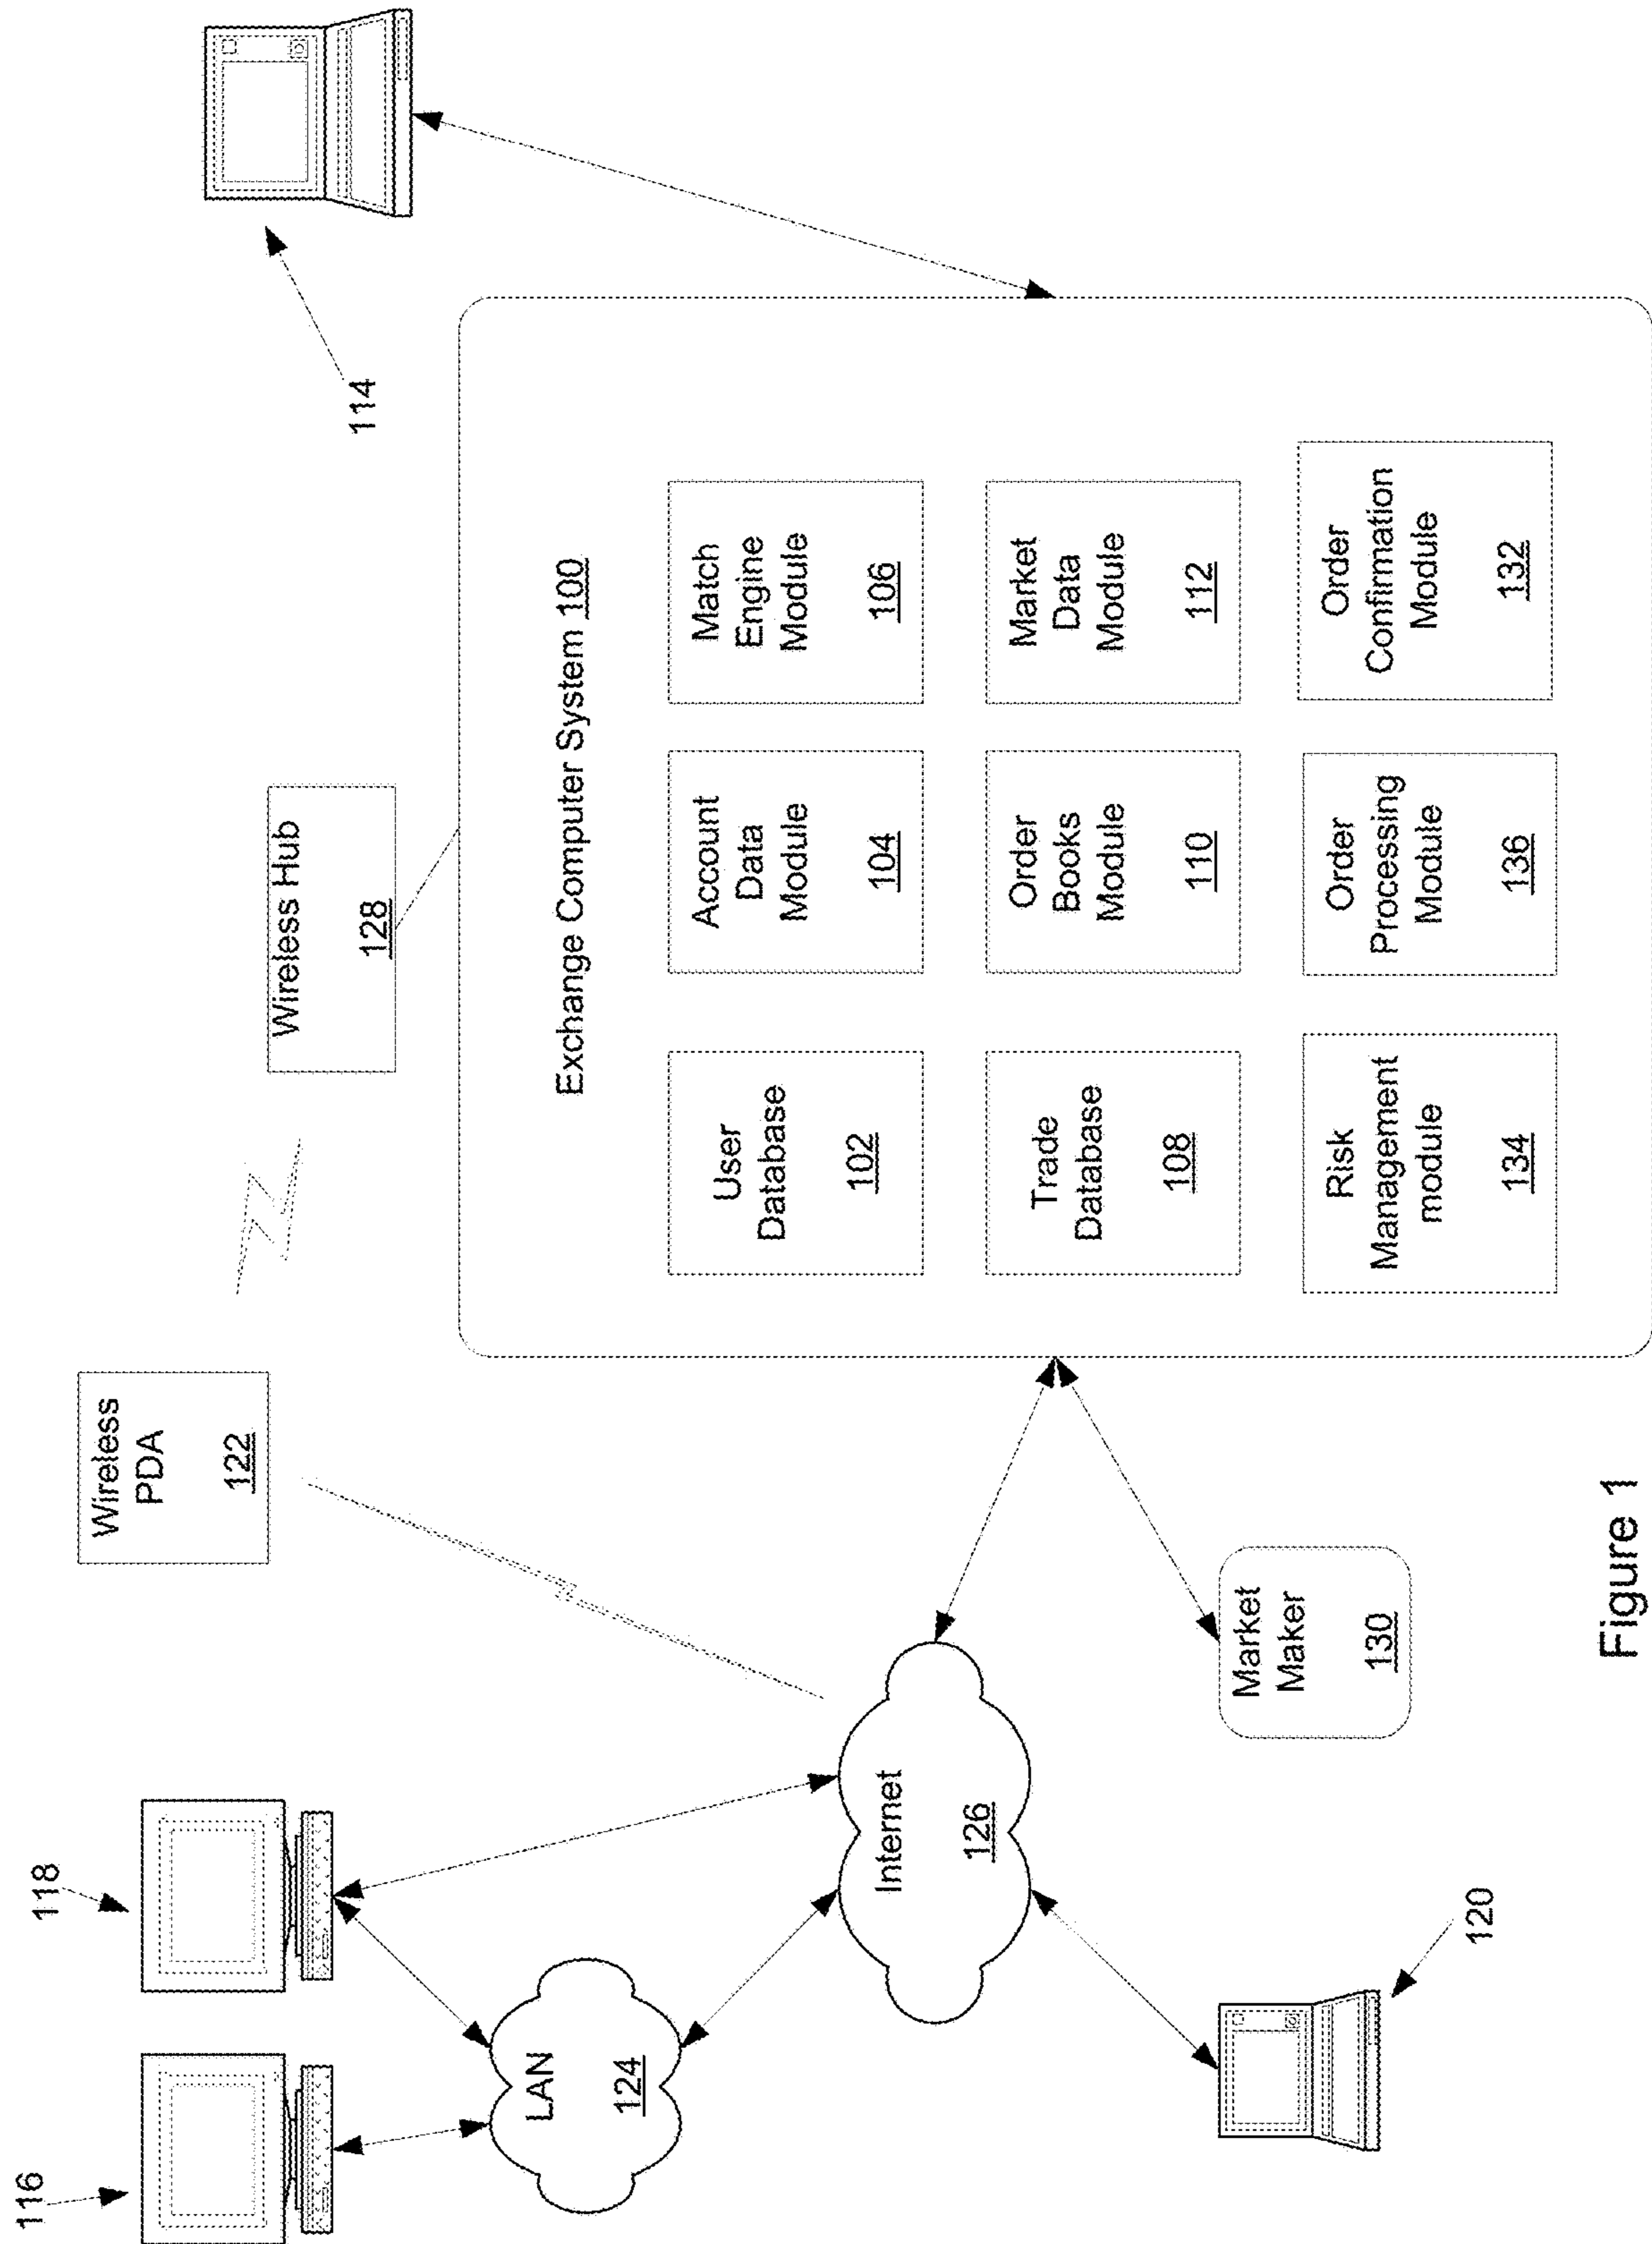 116
118
Wireless
PDA
122
Wireless Hub
128
114
LAN
124
Internet
126
120
Market
Maker
130
Exchange Computer System 100
User
Database
102
Account
Data
Module
104
Match
Engine
Module
106
Trade
Database
108
Order
Books
Module
110
Market
Data
Module
112
Risk
Management
module
134
Order
Processing
Module
136
Order
Confirmation
Module
132
Figure 1